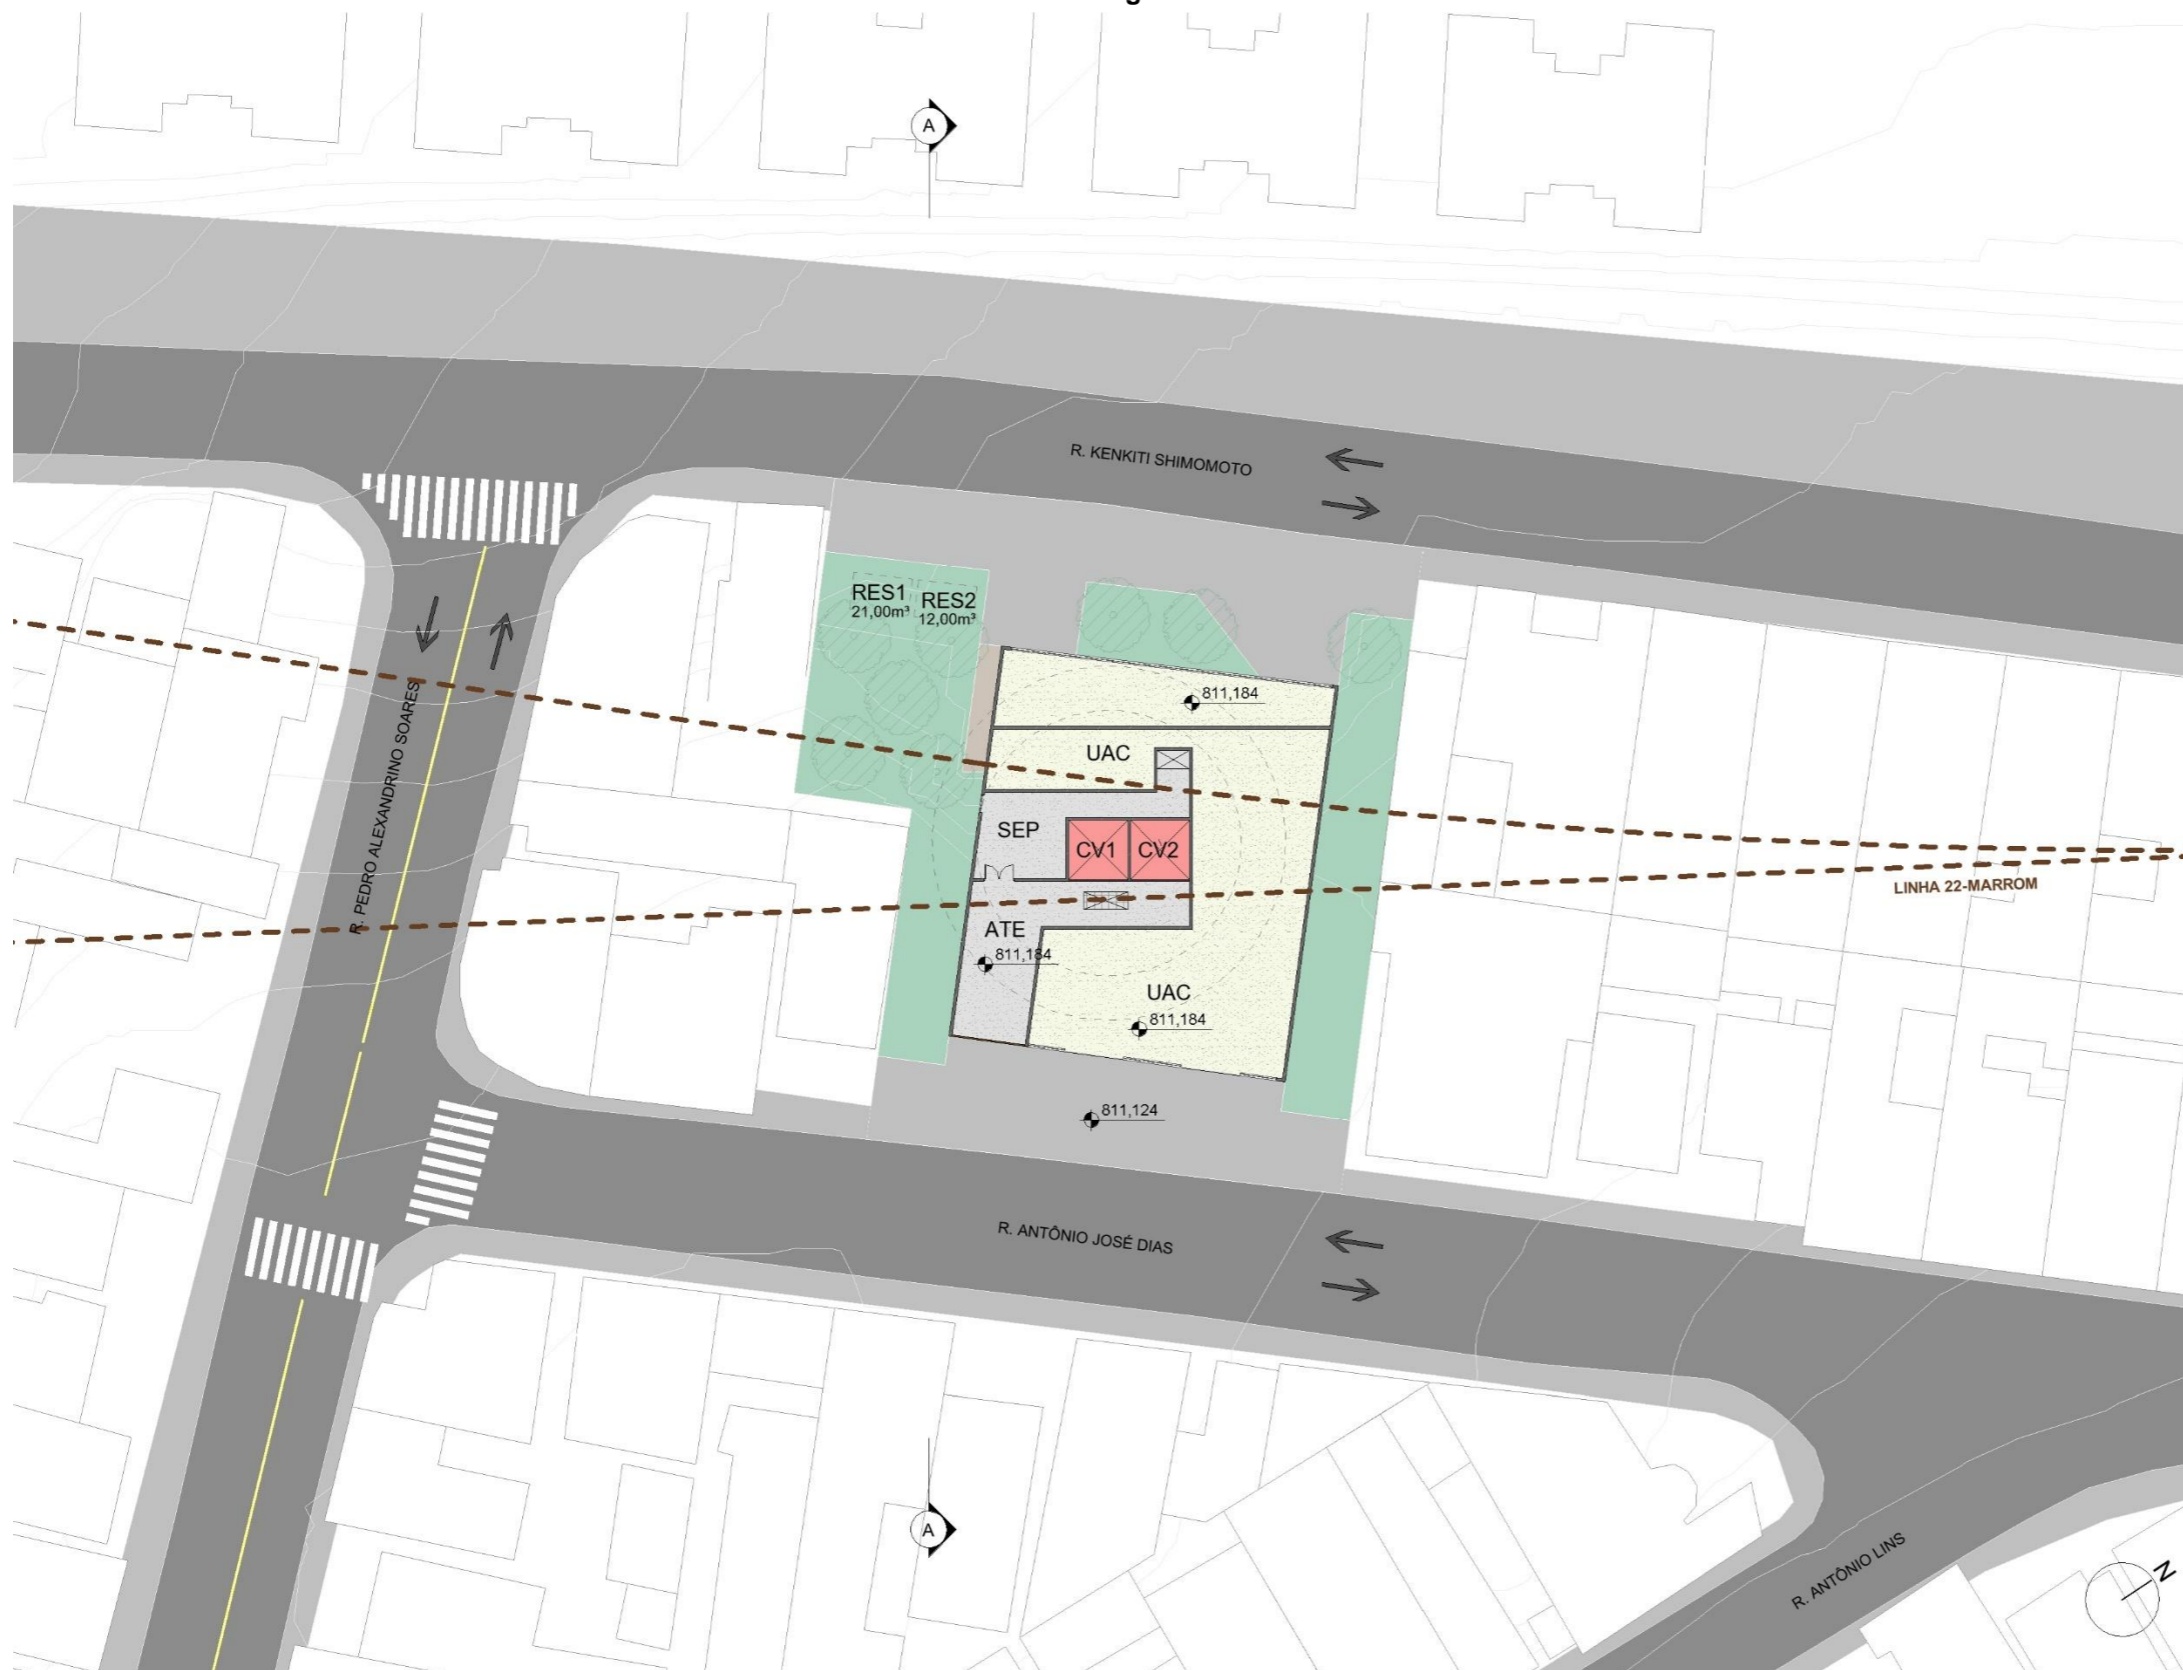 A
R. KENKITI SHIMOMOTO
RES1
21,00m³
RES2
12,00m³
811,184
R. PEDRO ALEXANDRINO SOARES
UAC
SEP
CV1
CV2
LINHA 22-MARROM
ATE
811,184
UAC
811,184
811,124
R. ANTÔNIO JOSÉ DIAS
A
R. ANTÔNIO LINS
N